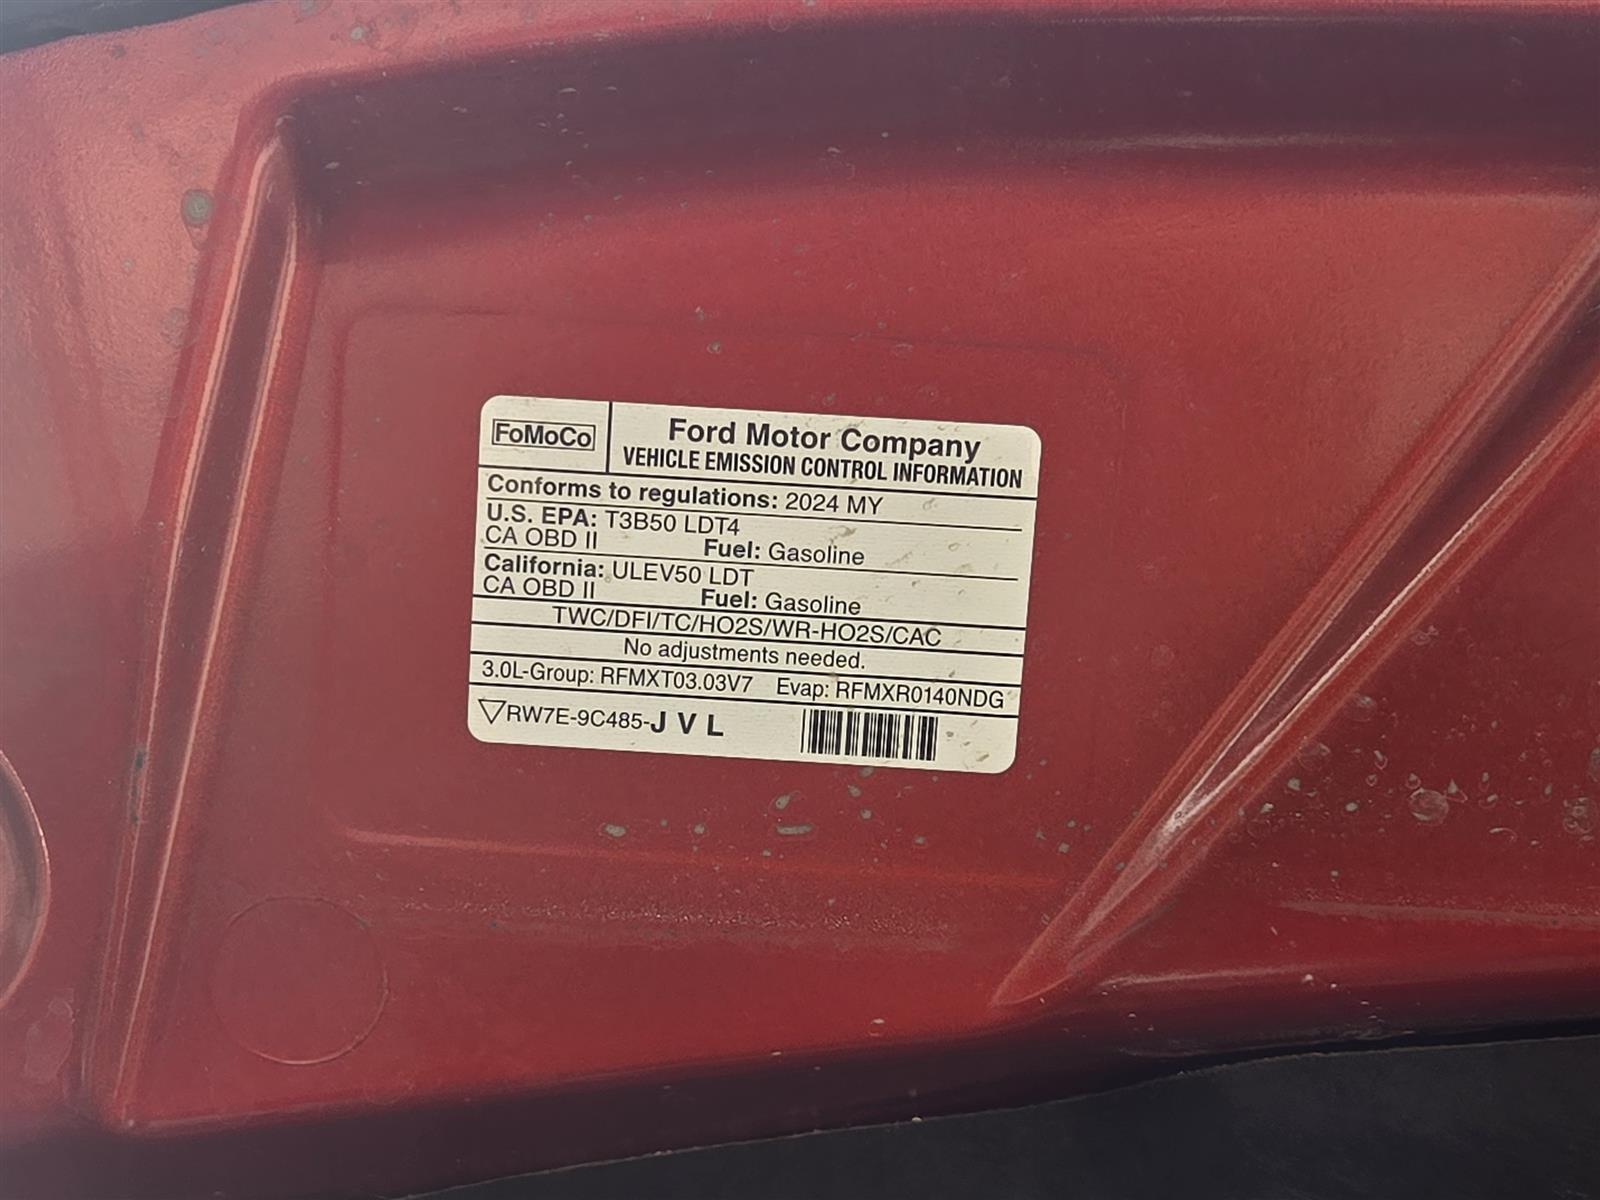 FoMoCo
Ford Motor Company
VEHICLE EMISSION CONTROL INFORMATION
Conforms to regulations: 2024 MY
U.S. EPA: T3B50 LDT4
CA OBD II Fuel: Gasoline
California: ULEV50 LDT
CA OBD II Fuel: Gasoline
TWC/DFI/TC/HO2S/WR-HO2S/CAC
No adjustments needed.
3.0L-Group: RFMXT03.03V7 Evap: RFMXR0140NDG
RW7E-9C485-J V L